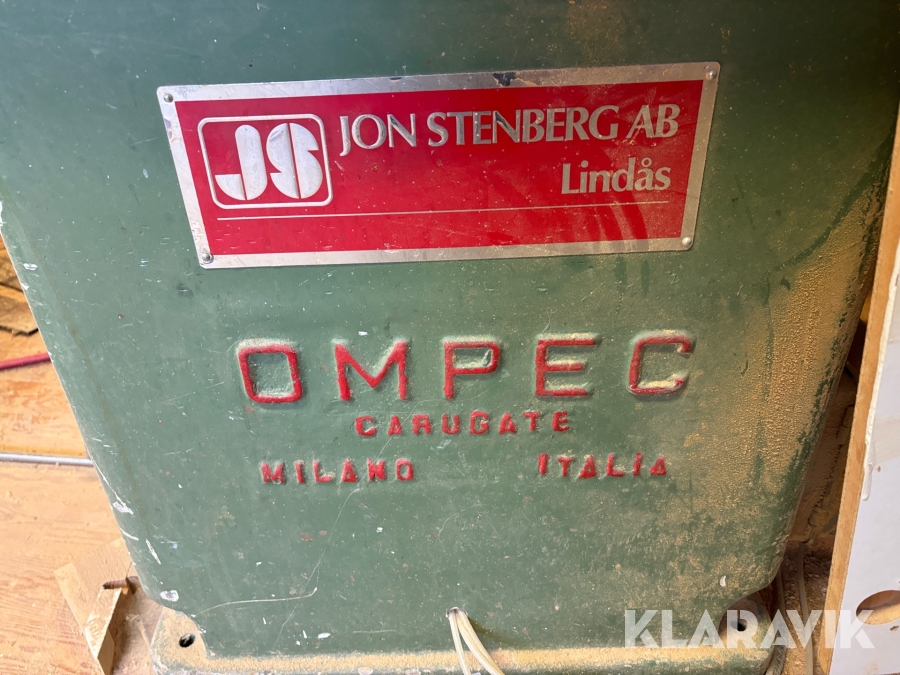 JS JON STENBERG AB
Lindås
OMPEC
CARUGATE
MILANO ITALIA
KLARAVIK